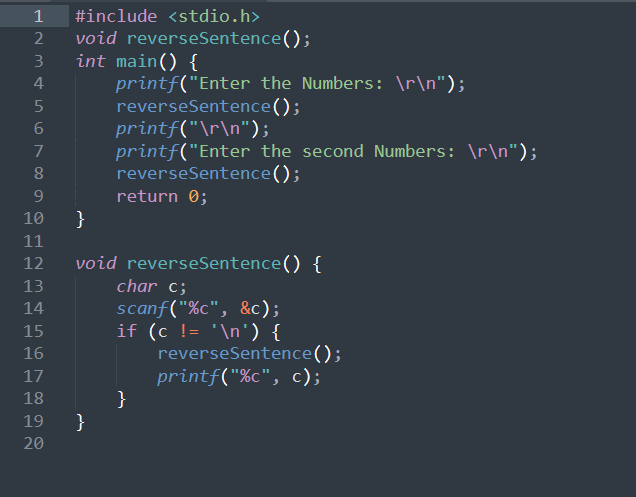 1 #include <stdio.h>
2 void reverseSentence();
3 int main() {
4     printf("Enter the Numbers: \r\n");
5     reverseSentence();
6     printf("\r\n");
7     printf("Enter the second Numbers: \r\n");
8     reverseSentence();
9     return 0;
10 }
11
12 void reverseSentence() {
13     char c;
14     scanf("%c", &c);
15     if (c != '\n') {
16         reverseSentence();
17         printf("%c", c);
18     }
19 }
20